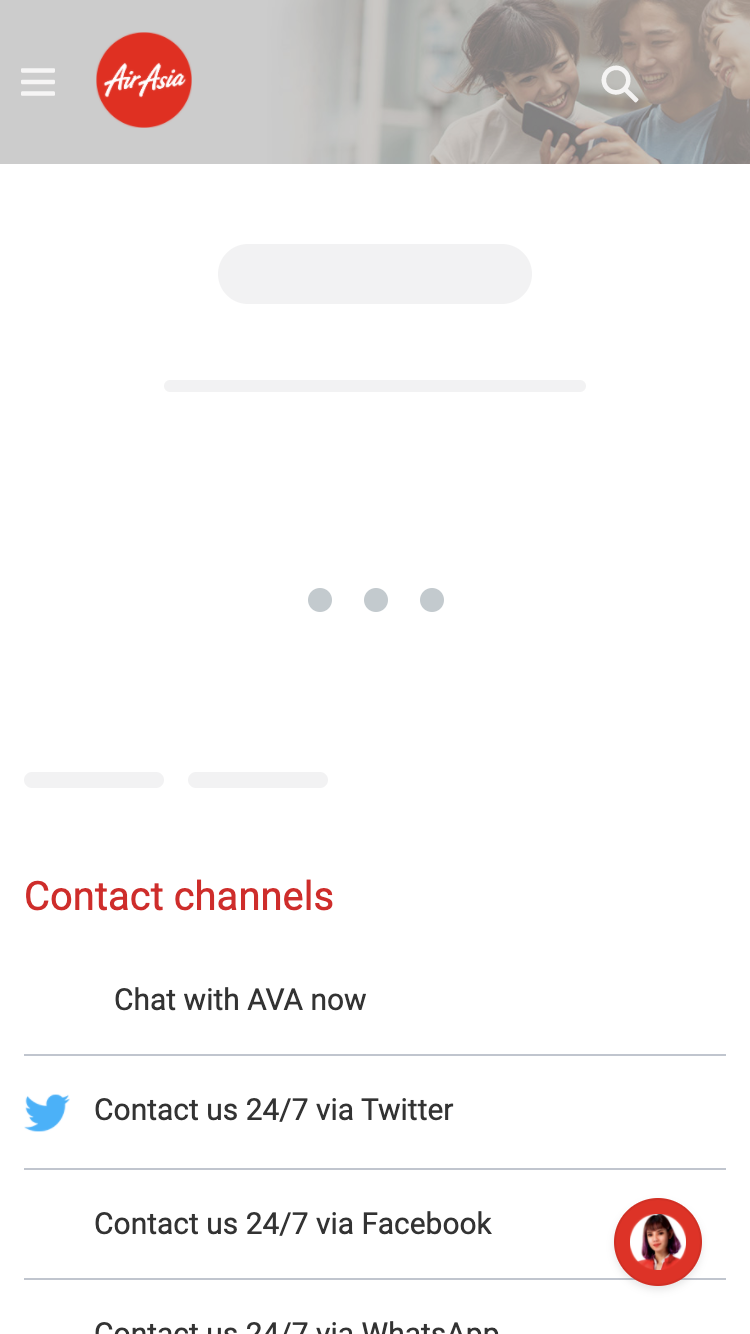 AirAsia
Contact channels
Chat with AVA now
Contact us 24/7 via Twitter
Contact us 24/7 via Facebook
Contact us 24/7 via WhatsApp